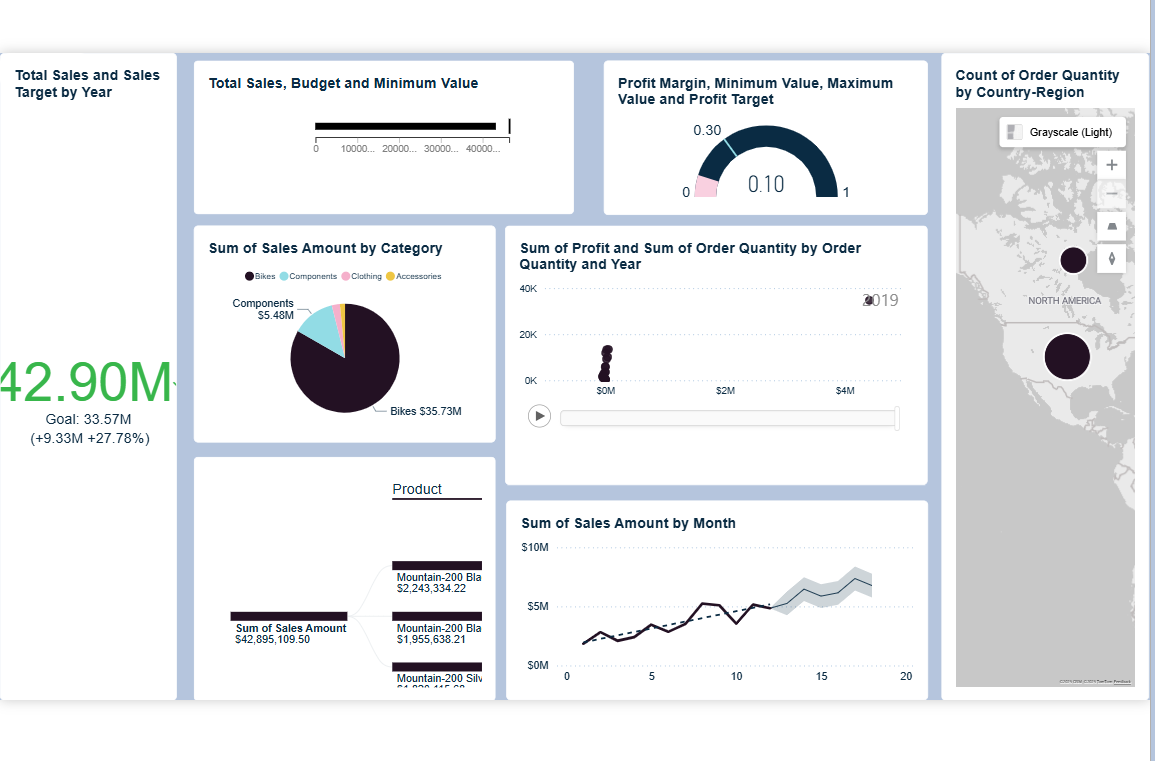 Total Sales and Sales
Target by Year
42.90M
Goal: 33.57M
(+9.33M +27.78%)
Total Sales, Budget and Minimum Value
0 10000... 20000... 30000... 40000...
Profit Margin, Minimum Value, Maximum
Value and Profit Target
0.30
0 0.10 1
Sum of Sales Amount by Category
Bikes Components Clothing Accessories
Components
$5.48M
Bikes $35.73M
Sum of Profit and Sum of Order Quantity by Order
Quantity and Year
40K
2019
20K
0K
$0M $2M $4M
Product
Mountain-200 Bla
$2,243,334.22
Sum of Sales Amount
$42,895,109.50
Mountain-200 Bla
$1,955,638.21
Mountain-200 Silv
Sum of Sales Amount by Month
$10M
$5M
$0M
0 5 10 15 20
Count of Order Quantity
by Country-Region
Grayscale (Light)
NORTH AMERICA